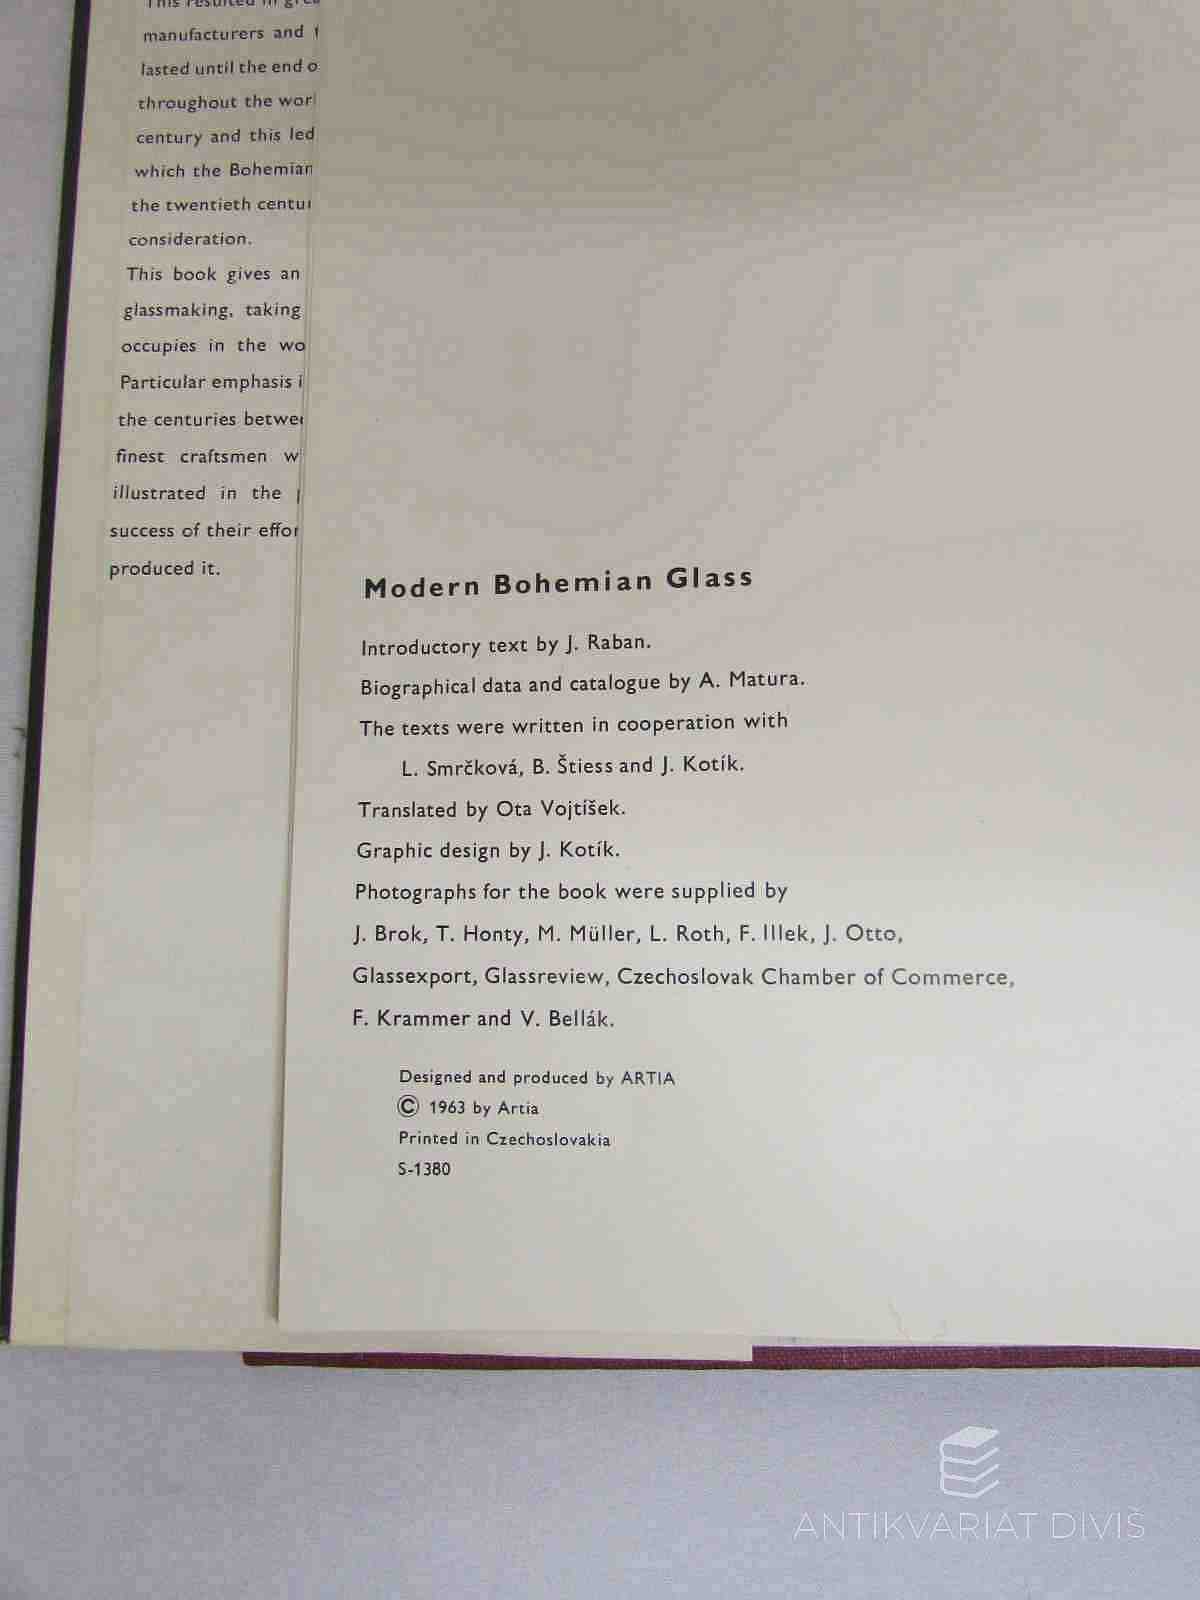 This resulted in
manufacturers and
lasted until the end
throughout the
century and this led
which the Bohemian
the twentieth
consideration.
This book gives an
glassmaking, taking
occupies in the
Particular emphasis
the centuries
finest craftsmen
illustrated in the
success of their
produced it.
Modern Bohemian Glass
Introductory text by J. Raban.
Biographical data and catalogue by A. Matura.
The texts were written in cooperation with
L. Smrčková, B. Štiess and J. Kotík.
Translated by Ota Vojtíšek.
Graphic design by J. Kotík.
Photographs for the book were supplied by
J. Brok, T. Honty, M. Müller, L. Roth, F. Illek, J. Otto,
Glassexport, Glassreview, Czechoslovak Chamber of Commerce,
F. Krammer and V. Bellák.
Designed and produced by ARTIA
© 1963 by Artia
Printed in Czechoslovakia
S-1380
ANTIKVARIAT DIVIŠ